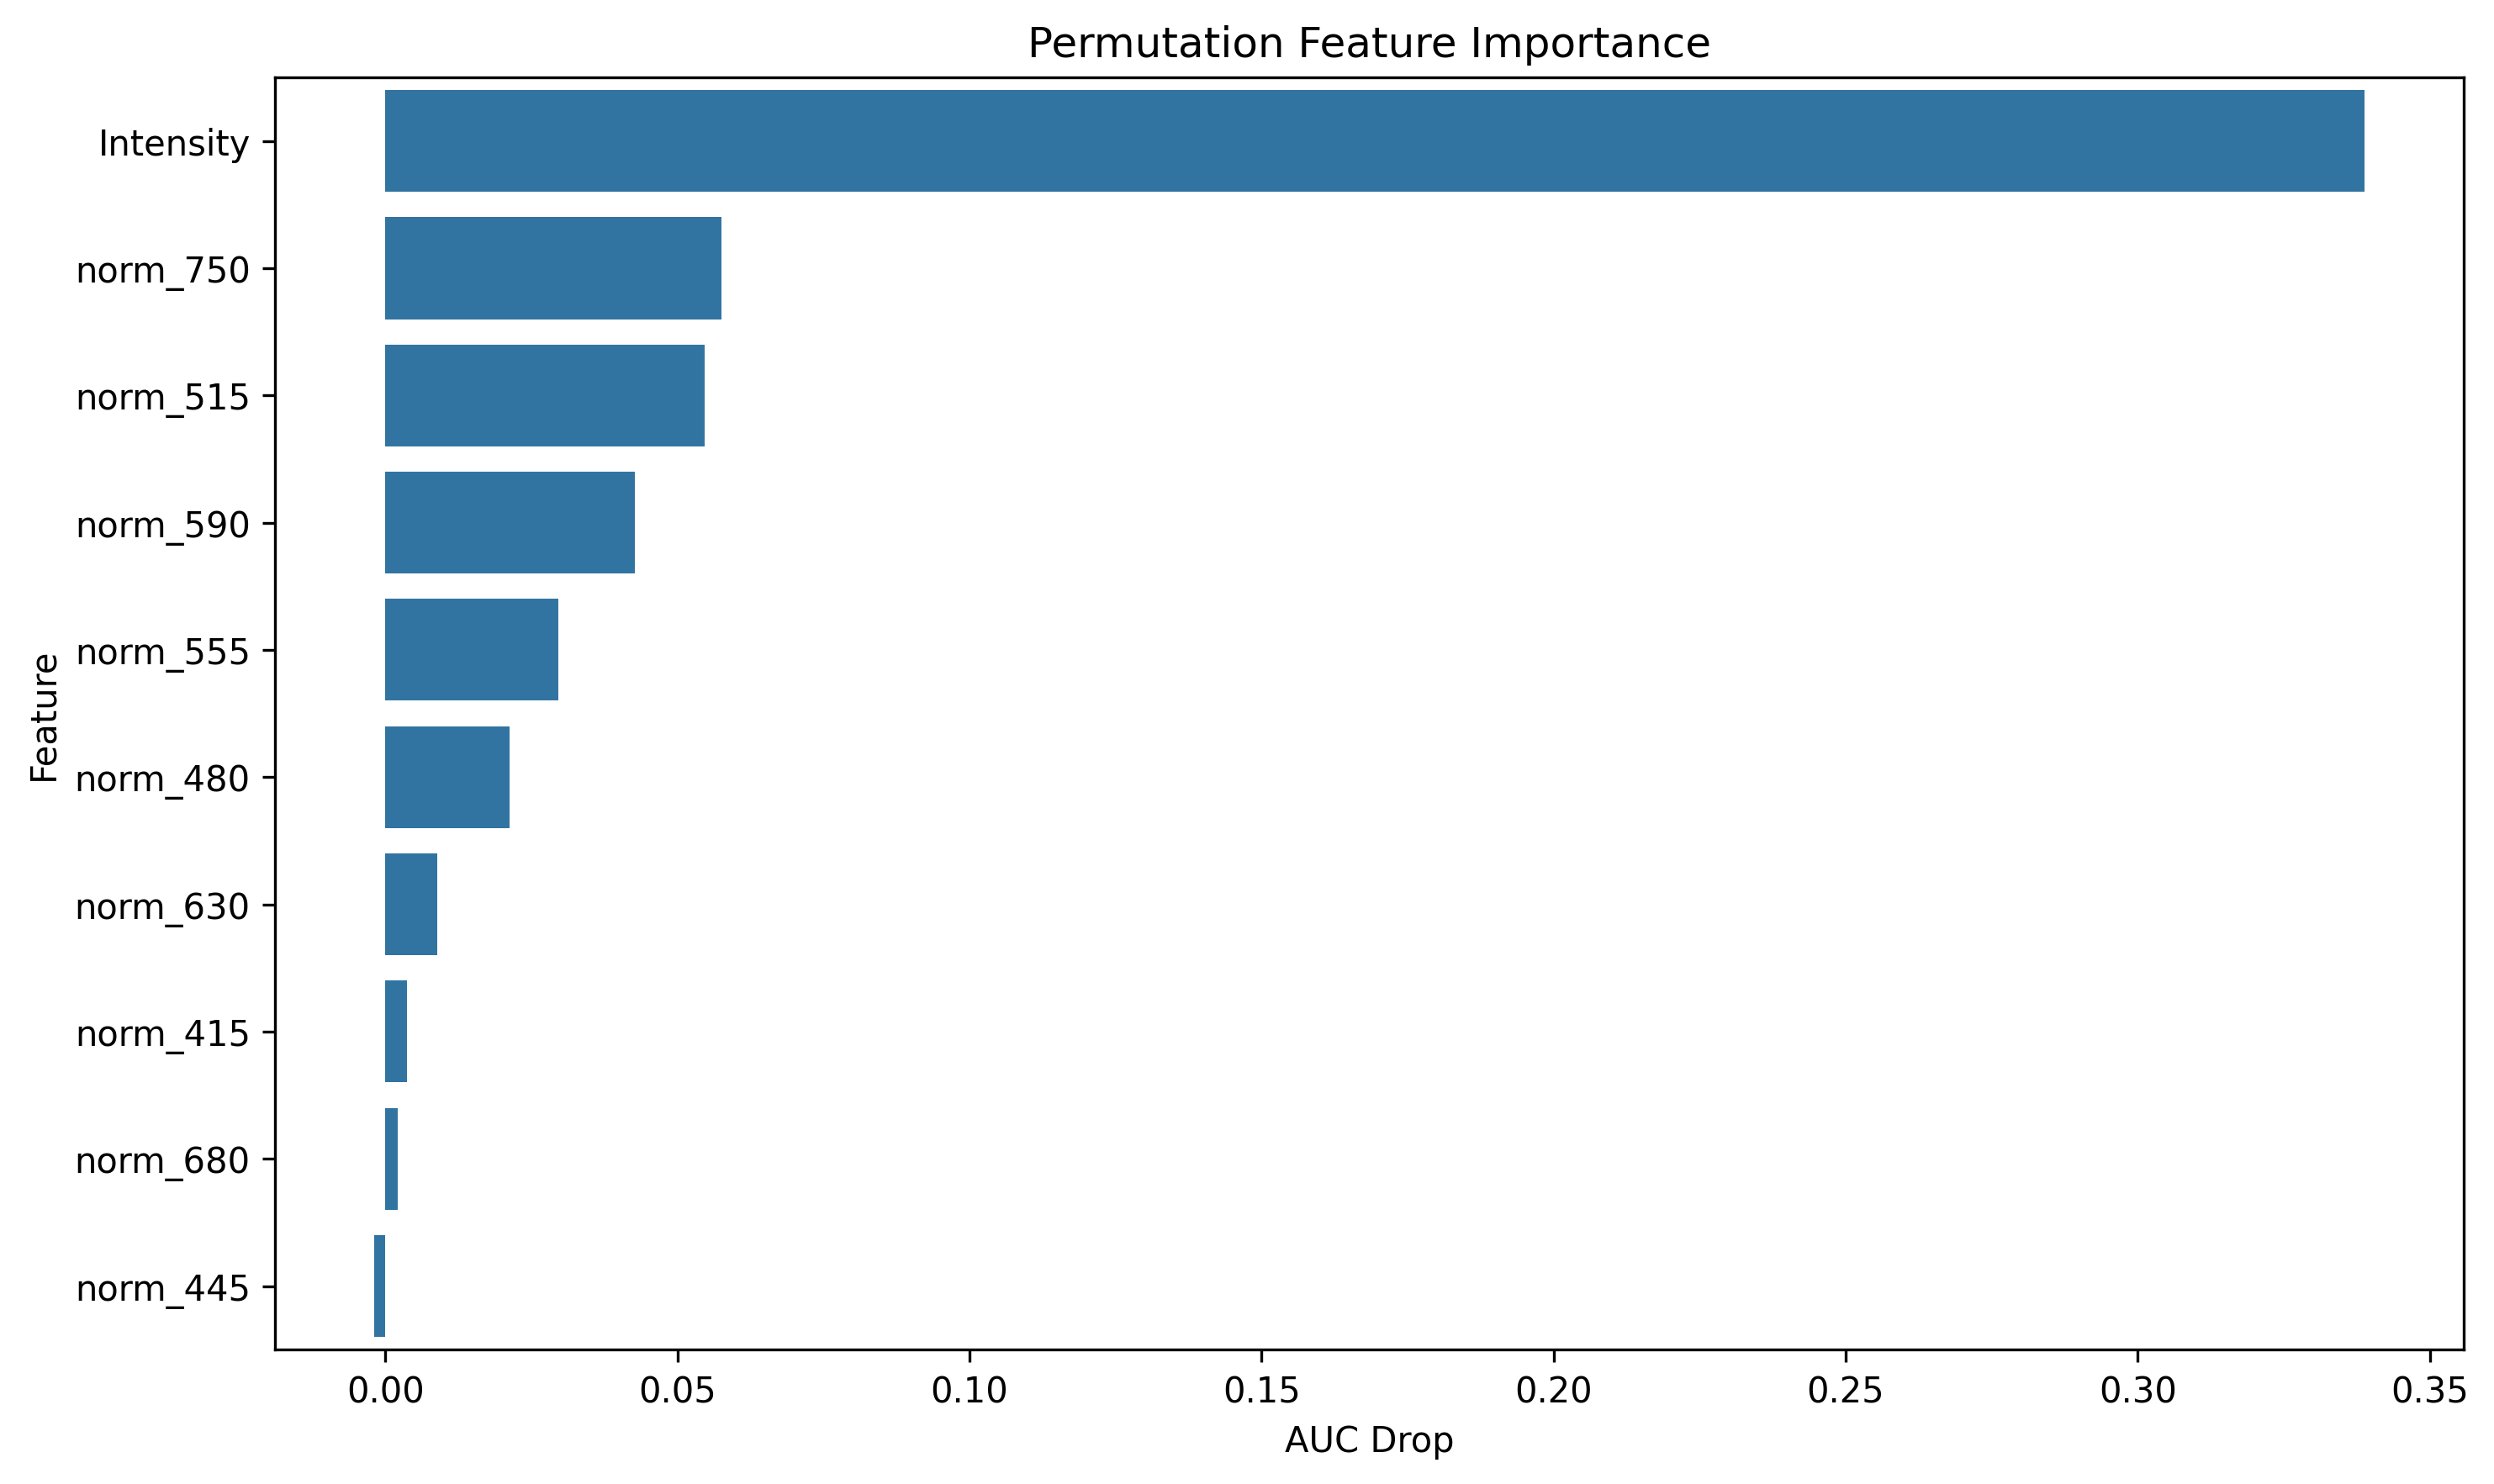 Permutation Feature Importance
Feature
Intensity
norm_750
norm_515
norm_590
norm_555
norm_480
norm_630
norm_415
norm_680
norm_445
0.00 0.05 0.10 0.15 0.20 0.25 0.30 0.35
AUC Drop